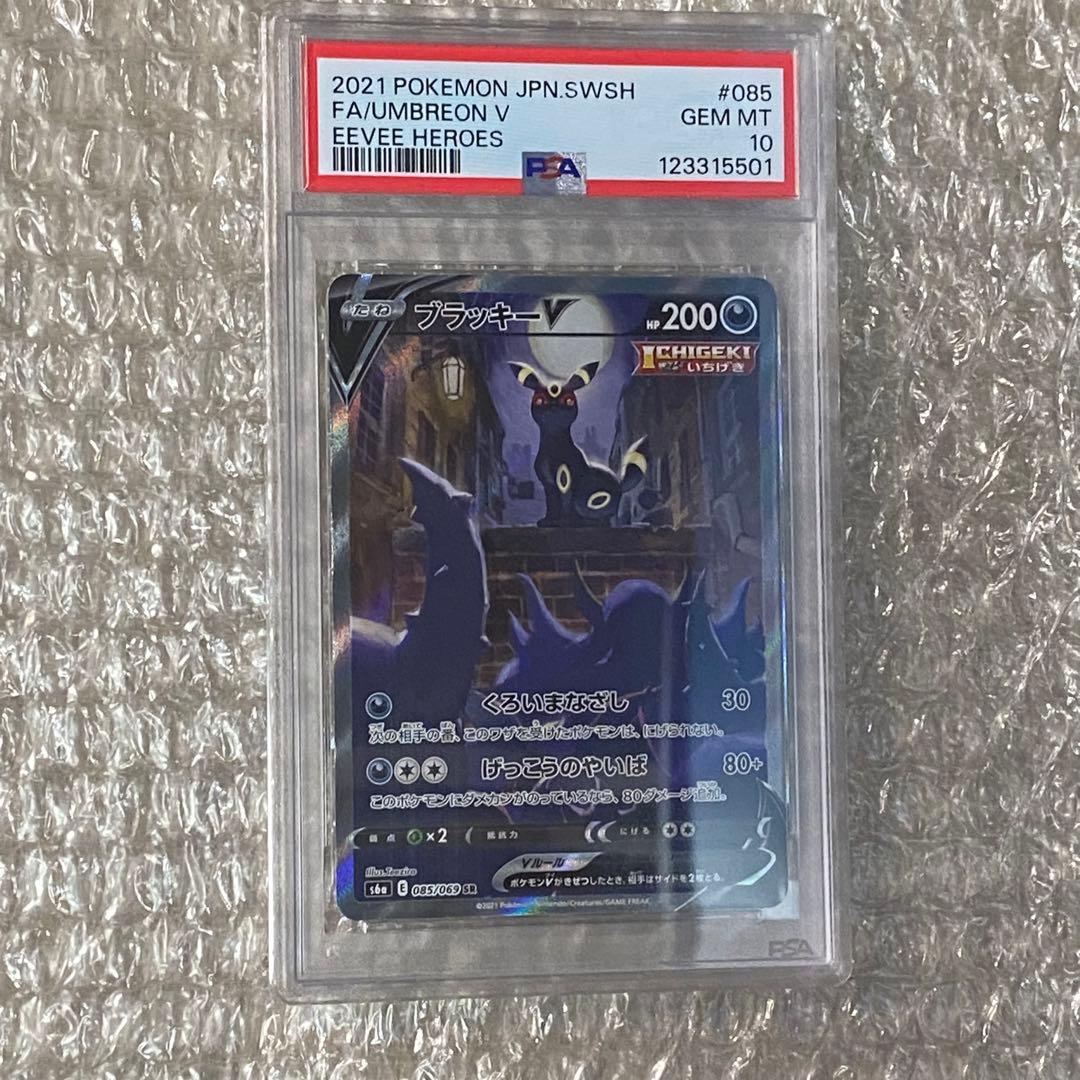 2021 POKEMON JPN.SWSH #085
FA/UMBREON V GEM MT
EEVEE HEROES 10
PSA 123315501
たね ブラッキーV HP200
ICHIGEKI
いちげき
くろいまなざし 30
次の相手の番、このワザを受けたポケモンは、にげられない。
げっこうのやいば 80+
このポケモンにダメカンがのっているなら、80ダメージ追加。
弱点 ×2 抵抗力 にげる
Vルール
ポケモンVがきぜつしたとき、相手はサイドを2枚とる。
Illus.Teeziro
s6a E 085/069 SR
©2021 Pokémon/Nintendo/Creatures/GAME FREAK
PSA